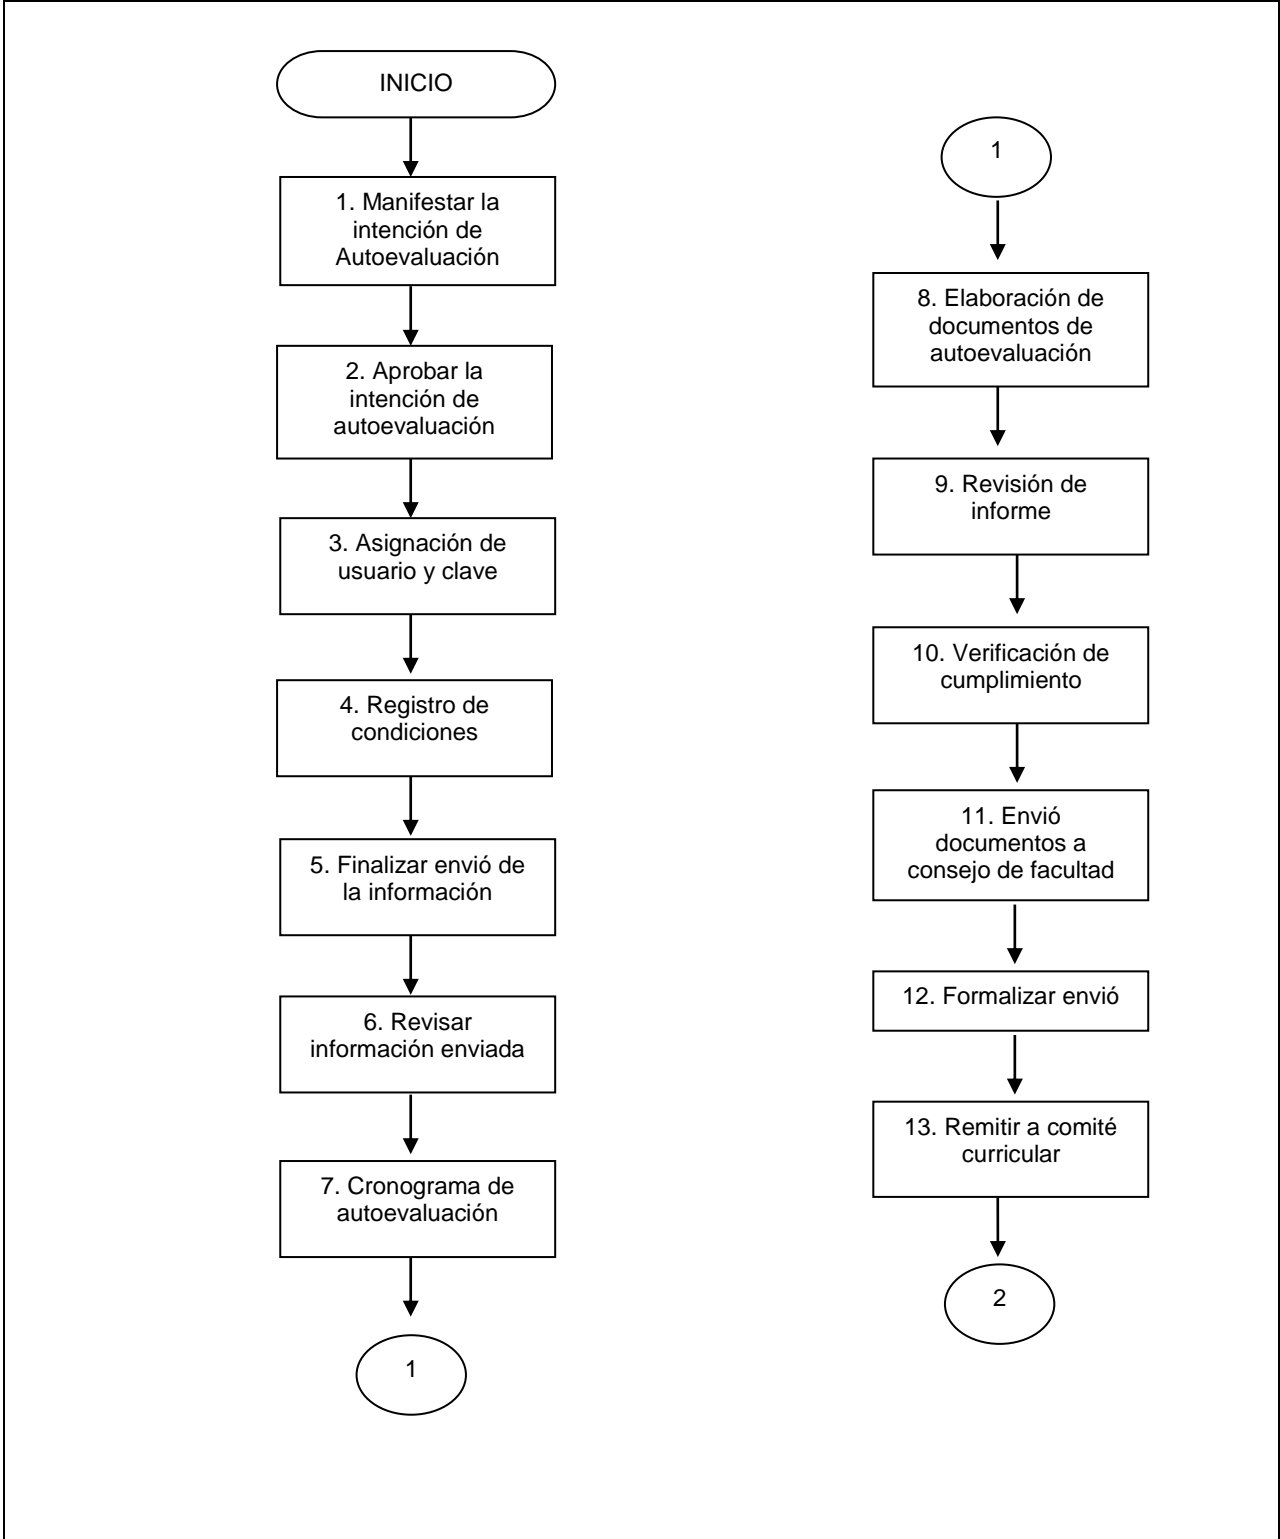 INICIO
1. Manifestar la
intención de
Autoevaluación
2. Aprobar la
intención de
autoevaluación
3. Asignación de
usuario y clave
4. Registro de
condiciones
5. Finalizar envió de
la información
6. Revisar
información enviada
7. Cronograma de
autoevaluación
1
1
8. Elaboración de
documentos de
autoevaluación
9. Revisión de
informe
10. Verificación de
cumplimiento
11. Envió
documentos a
consejo de facultad
12. Formalizar envió
13. Remitir a comité
curricular
2